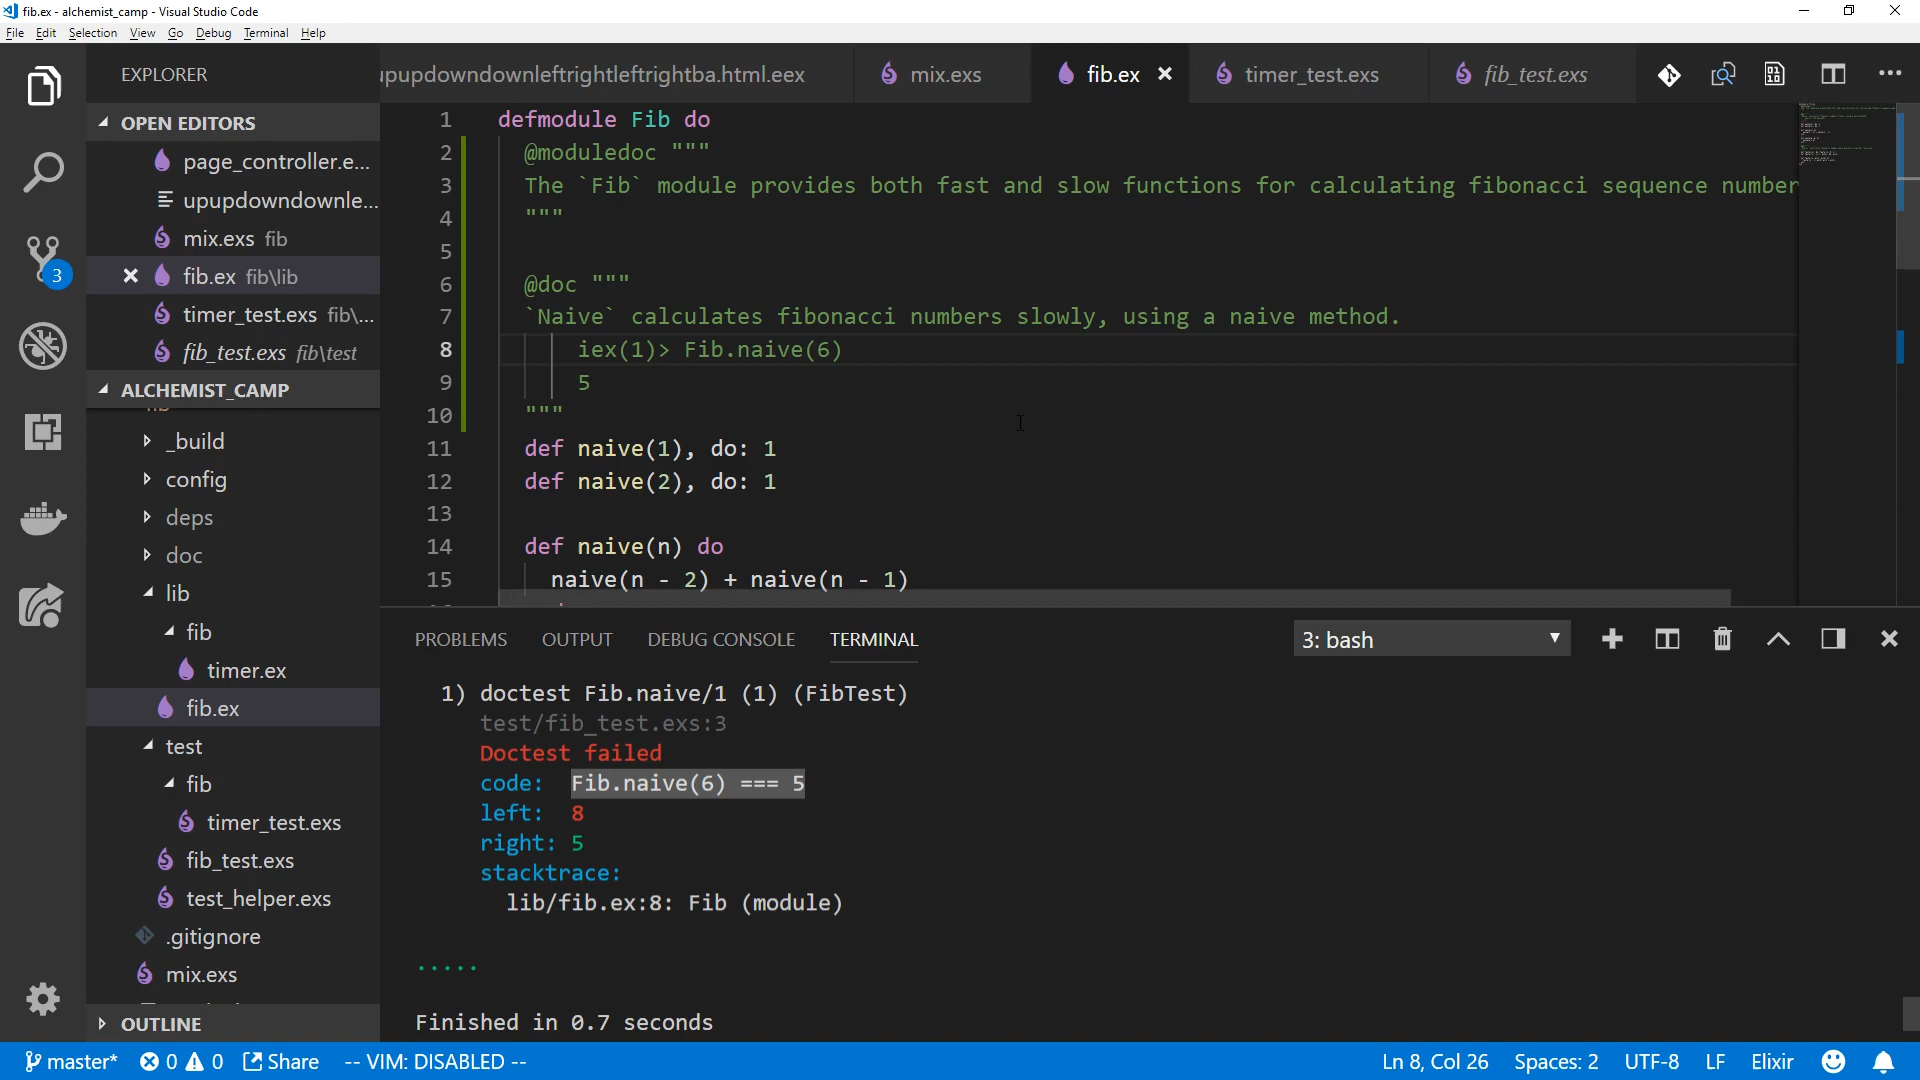 fib.ex - alchemist_camp - Visual Studio Code
File Edit Selection View Go Debug Terminal Help
EXPLORER
upupdowndownleftrightleftrightba.html.eex
mix.exs
fib.ex
timer_test.exs
fib_test.exs
OPEN EDITORS
page_controller.e...
upupdowndownle...
mix.exs fib
fib.ex fib\lib
timer_test.exs fib\...
fib_test.exs fib\test
ALCHEMIST_CAMP
_build
config
deps
doc
lib
fib
timer.ex
fib.ex
test
fib
timer_test.exs
fib_test.exs
test_helper.exs
.gitignore
mix.exs
OUTLINE
1 defmodule Fib do
2 @moduledoc """
3 The `Fib` module provides both fast and slow functions for calculating fibonacci sequence number
4 """
5
6 @doc """
7 `Naive` calculates fibonacci numbers slowly, using a naive method.
8 iex(1)> Fib.naive(6)
9 5
10 """
11 def naive(1), do: 1
12 def naive(2), do: 1
13
14 def naive(n) do
15 naive(n - 2) + naive(n - 1)
PROBLEMS OUTPUT DEBUG CONSOLE TERMINAL
3: bash
1) doctest Fib.naive/1 (1) (FibTest)
test/fib_test.exs:3
Doctest failed
code: Fib.naive(6) === 5
left: 8
right: 5
stacktrace:
lib/fib.ex:8: Fib (module)
.....
Finished in 0.7 seconds
3
master* 0 0 Share -- VIM: DISABLED --
Ln 8, Col 26 Spaces: 2 UTF-8 LF Elixir